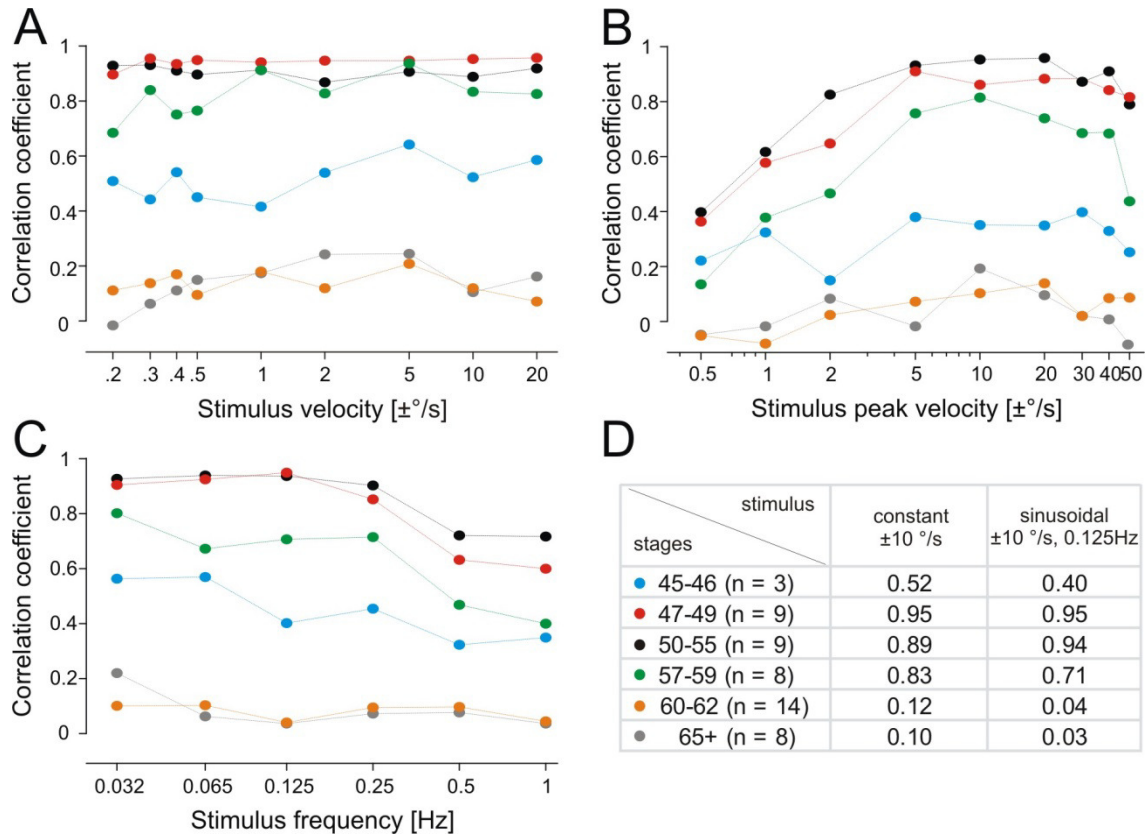 A
Correlation coefficient
1
0.8
0.6
0.4
0.2
0
.2 .3 .4 .5 1 2 5 10 20
Stimulus velocity [±°/s]
B
Correlation coefficient
1
0.8
0.6
0.4
0.2
0
0.5 1 2 5 10 20 30 40 50
Stimulus peak velocity [±°/s]
C
Correlation coefficient
1
0.8
0.6
0.4
0.2
0
0.032 0.065 0.125 0.25 0.5 1
Stimulus frequency [Hz]
D
stimulus
stages
constant
±10 °/s
sinusoidal
±10 °/s, 0.125Hz
45-46 (n = 3) 0.52 0.40
47-49 (n = 9) 0.95 0.95
50-55 (n = 9) 0.89 0.94
57-59 (n = 8) 0.83 0.71
60-62 (n = 14) 0.12 0.04
65+ (n = 8) 0.10 0.03